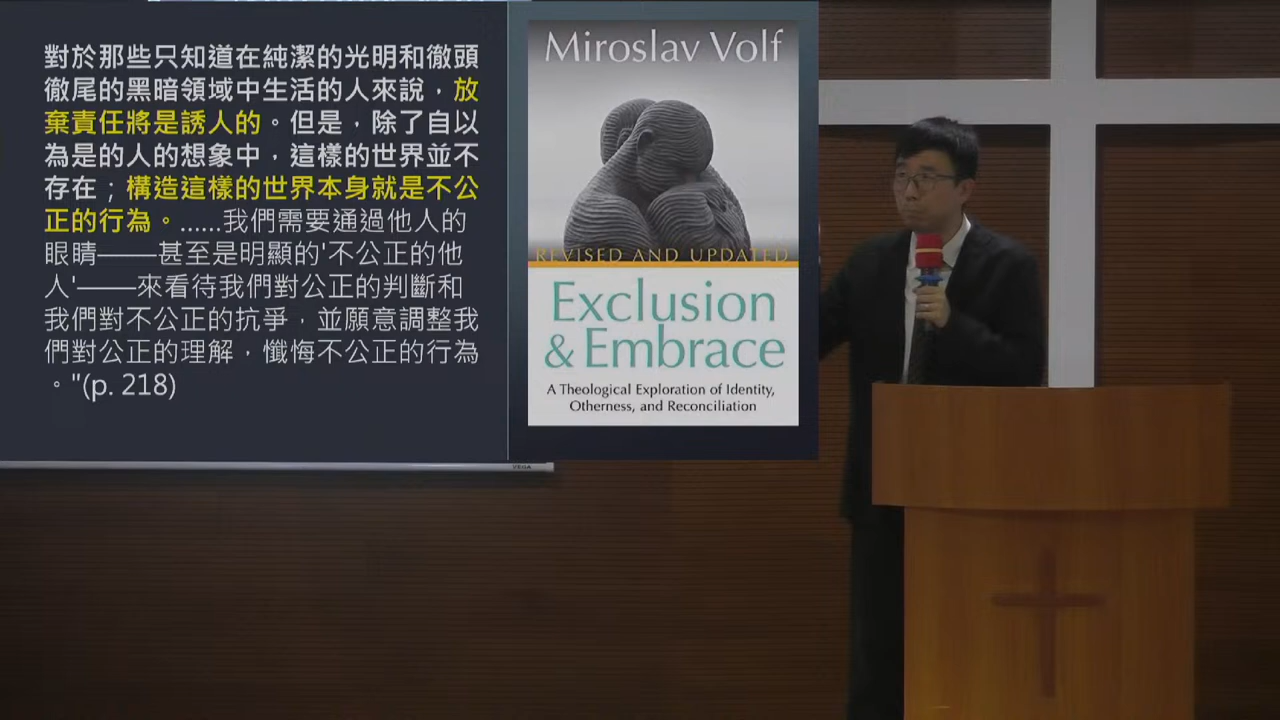 對於那些只知道在純潔的光明和徹頭
徹尾的黑暗領域中生活的人來說，放
棄責任將是誘人的。但是，除了自以
為是的人的想象中，這樣的世界並不
存在；構造這樣的世界本身就是不公
正的行為。……我們需要通過他人的
眼睛——甚至是明顯的'不公正的他
人'——來看待我們對公正的判斷和
我們對不公正的抗爭，並願意調整我
們對公正的理解，懺悔不公正的行為
。"(p. 218)
Miroslav Volf
REVISED AND UPDATED
Exclusion
& Embrace
A Theological Exploration of Identity,
Otherness, and Reconciliation
VEGA